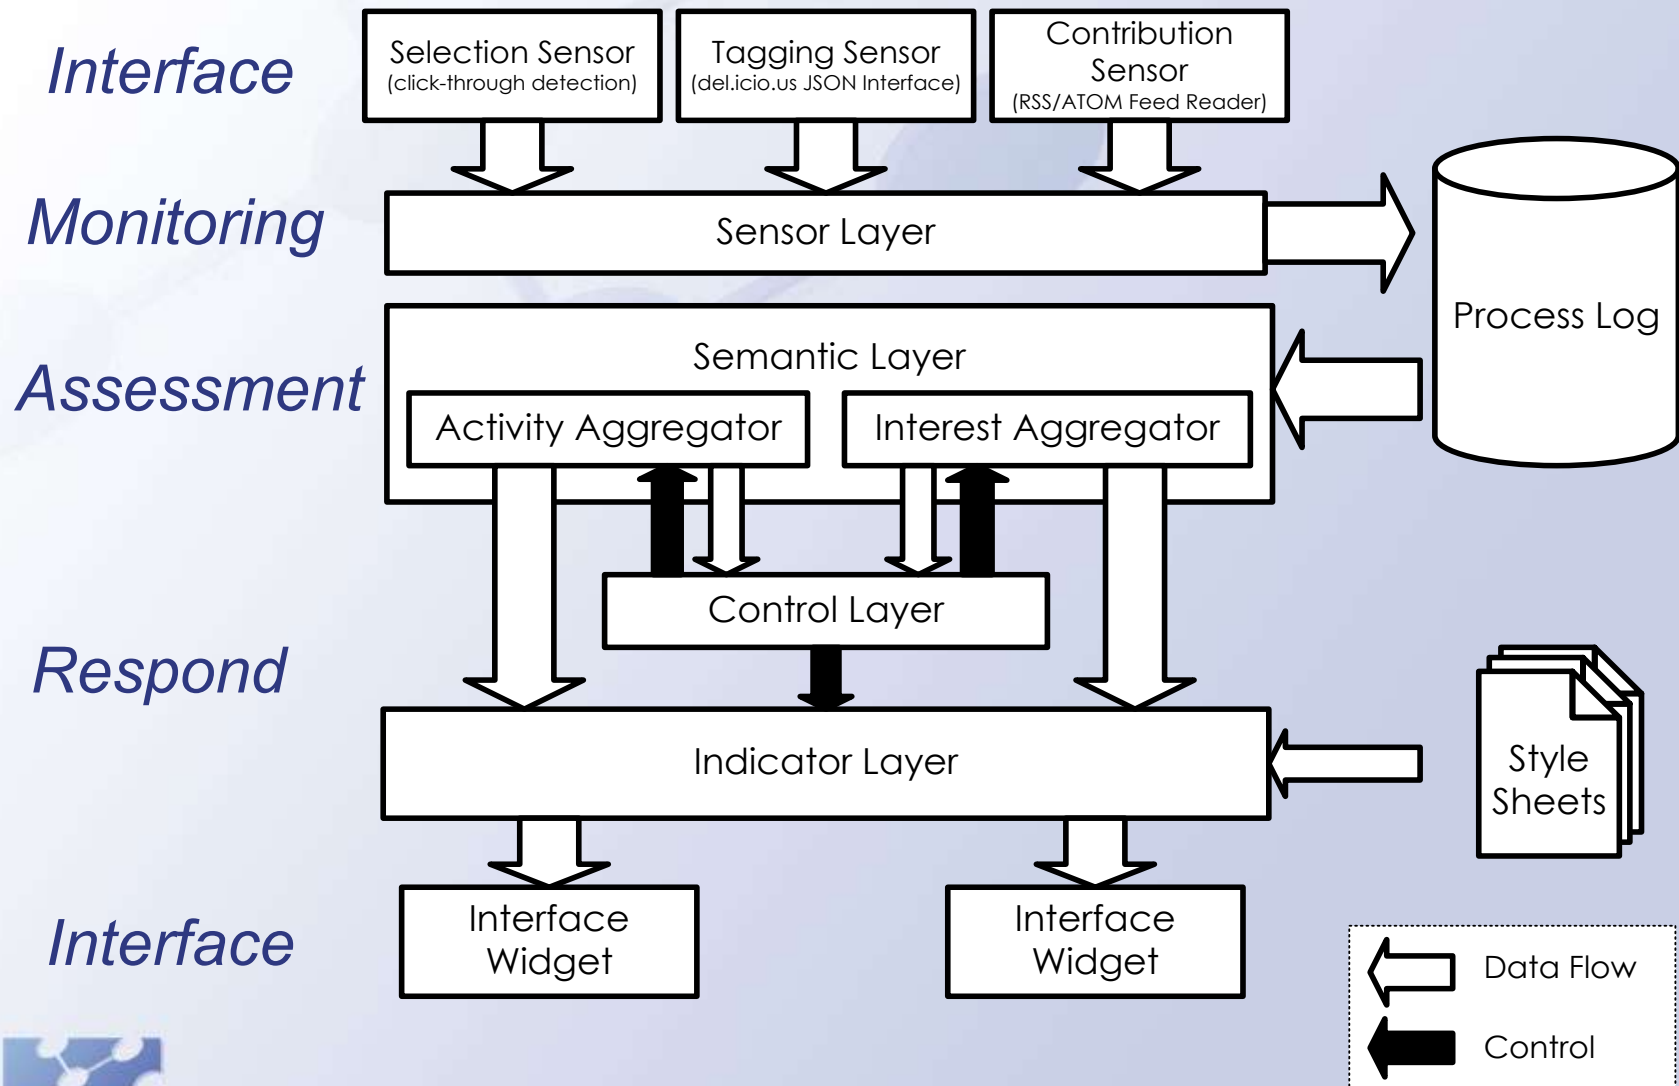 Interface
Selection Sensor
(click-through detection)
Tagging Sensor
(del.icio.us JSON Interface)
Contribution
Sensor
(RSS/ATOM Feed Reader)
Monitoring
Sensor Layer
Process Log
Assessment
Semantic Layer
Activity Aggregator
Interest Aggregator
Control Layer
Respond
Indicator Layer
Style
Sheets
Interface
Interface
Widget
Interface
Widget
Data Flow
Control